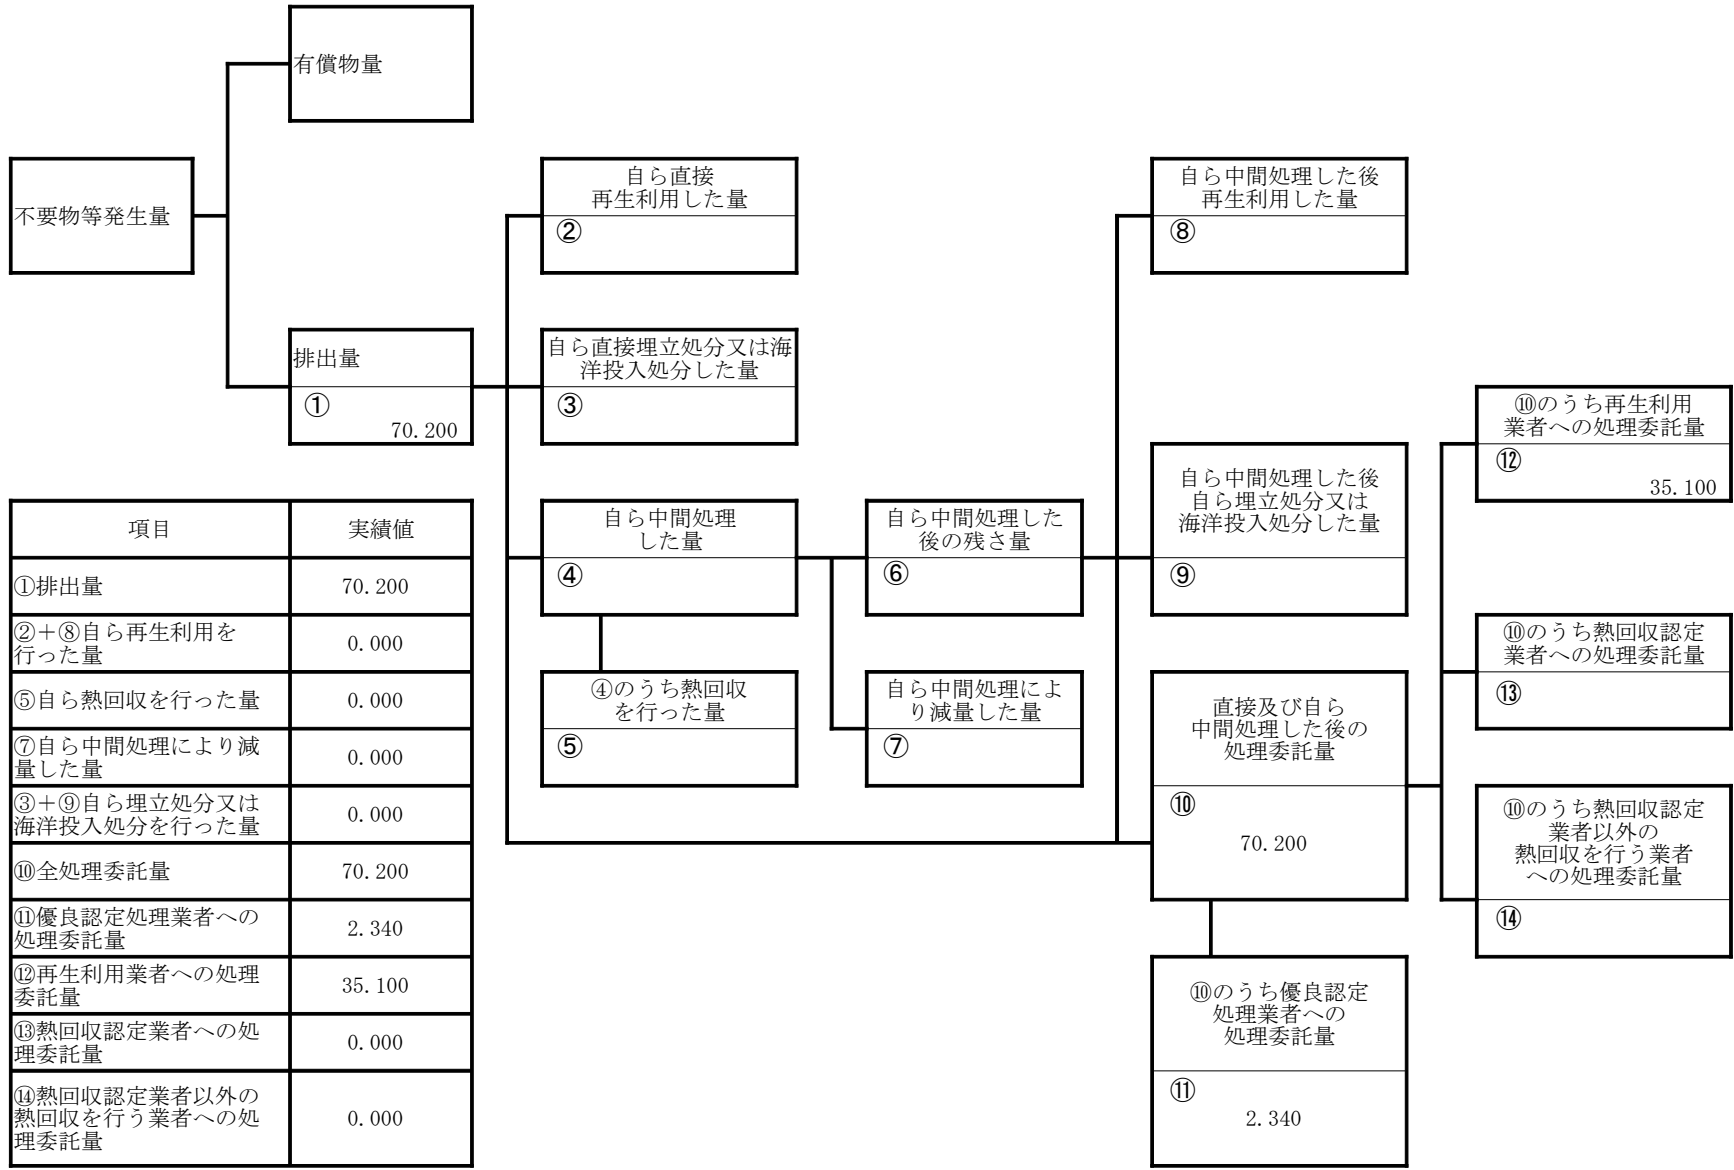 有償物量
不要物等発生量
自ら直接
再生利用した量
②
自ら中間処理した後
再生利用した量
⑧
排出量
①
70.200
自ら直接埋立処分又は海
洋投入処分した量
③
⑩のうち再生利用
業者への処理委託量
⑫
35.100
自ら中間処理
した量
④
自ら中間処理した
後の残さ量
⑥
自ら中間処理した後
自ら埋立処分又は
海洋投入処分した量
⑨
⑩のうち熱回収認定
業者への処理委託量
⑬
④のうち熱回収
を行った量
⑤
自ら中間処理によ
り減量した量
⑦
直接及び自ら
中間処理した後の
処理委託量
⑩
70.200
⑩のうち熱回収認定
業者以外の
熱回収を行う業者
への処理委託量
⑭
⑩のうち優良認定
処理業者への
処理委託量
⑪
2.340
項目
実績値
①排出量
70.200
②＋⑧自ら再生利用を
行った量
0.000
⑤自ら熱回収を行った量
0.000
⑦自ら中間処理により減
量した量
0.000
③＋⑨自ら埋立処分又は
海洋投入処分を行った量
0.000
⑩全処理委託量
70.200
⑪優良認定処理業者への
処理委託量
2.340
⑫再生利用業者への処理
委託量
35.100
⑬熱回収認定業者への処
理委託量
0.000
⑭熱回収認定業者以外の
熱回収を行う業者への処
理委託量
0.000